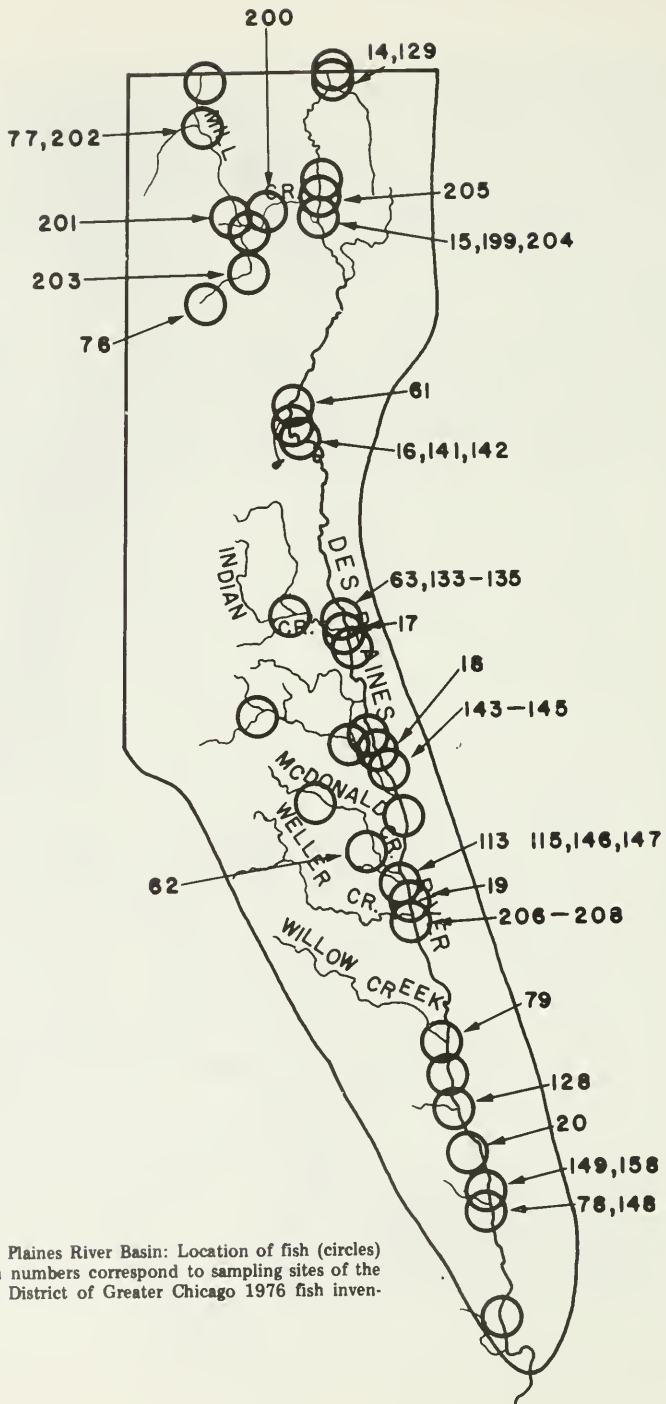 200
14,129
77,202
MILL
CR.
205
201
15,199,204
203
76
61
16,141,142
DES PLAINES RIVER
INDIAN
CR.
63,133-135
17
18
143-145
MCDONALD CR.
WELLER
CR.
113 115,146,147
62
19
206-208
WILLOW CREEK
79
128
20
149,158
78,148
Plaines River Basin: Location of fish (circles)
numbers correspond to sampling sites of the
District of Greater Chicago 1976 fish inven-